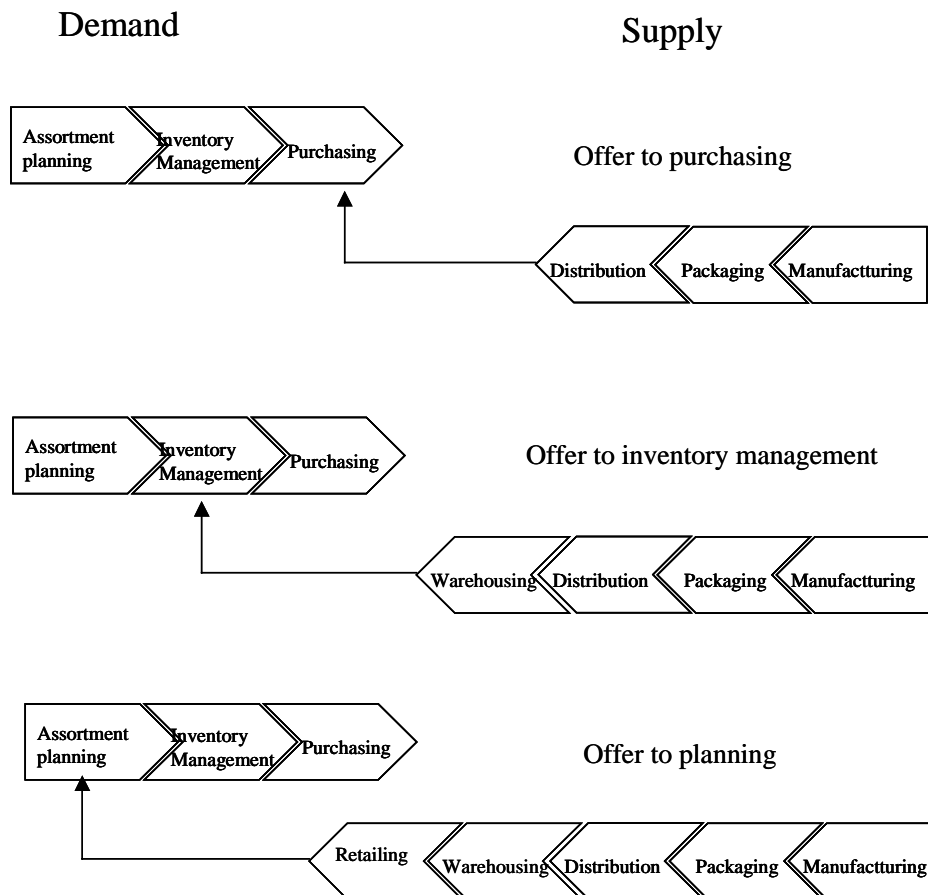 Demand
Supply
Assortment
planning
Inventory
Management
Purchasing
Offer to purchasing
Distribution
Packaging
Manufactturing
Assortment
planning
Inventory
Management
Purchasing
Offer to inventory management
Warehousing
Distribution
Packaging
Manufactturing
Assortment
planning
Inventory
Management
Purchasing
Offer to planning
Retailing
Warehousing
Distribution
Packaging
Manufactturing